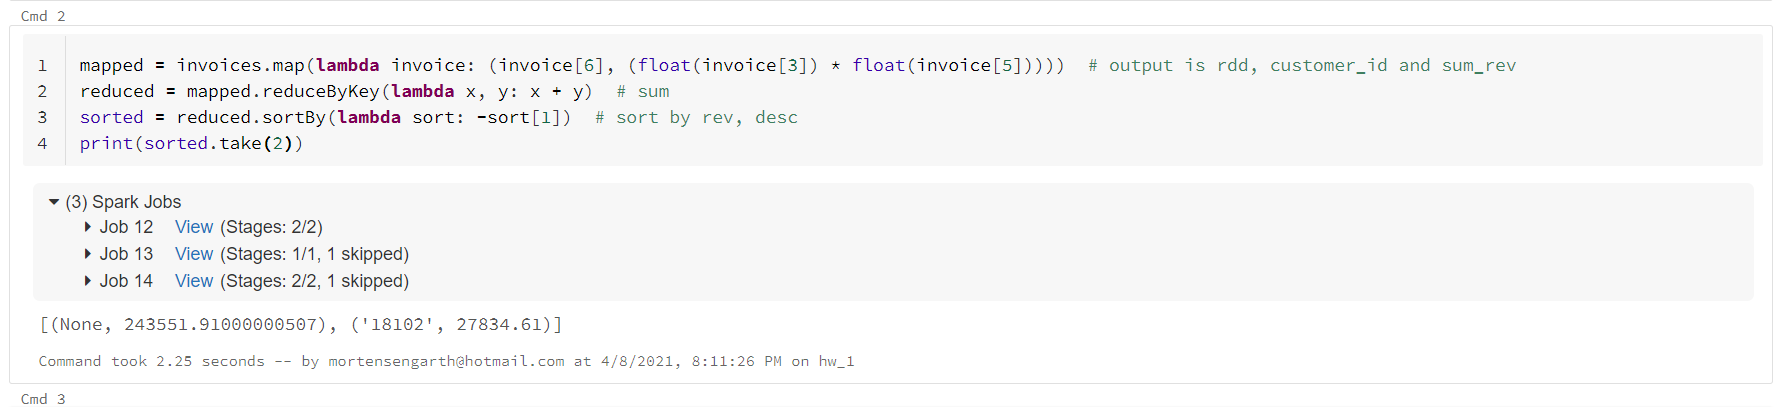 Cmd 2
1 mapped = invoices.map(lambda invoice: (invoice[6], (float(invoice[3]) * float(invoice[5])))) # output is rdd, customer_id and sum_rev
2 reduced = mapped.reduceByKey(lambda x, y: x + y) # sum
3 sorted = reduced.sortBy(lambda sort: -sort[1]) # sort by rev, desc
4 print(sorted.take(2))
(3) Spark Jobs
Job 12 View (Stages: 2/2)
Job 13 View (Stages: 1/1, 1 skipped)
Job 14 View (Stages: 2/2, 1 skipped)
[(None, 243551.91000000507), ('18102', 27834.61)]
Command took 2.25 seconds -- by mortensengarth@hotmail.com at 4/8/2021, 8:11:26 PM on hw_1
Cmd 3